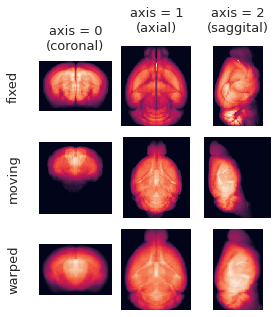 axis = 0
(coronal)
axis = 1
(axial)
axis = 2
(saggital)
fixed
moving
warped